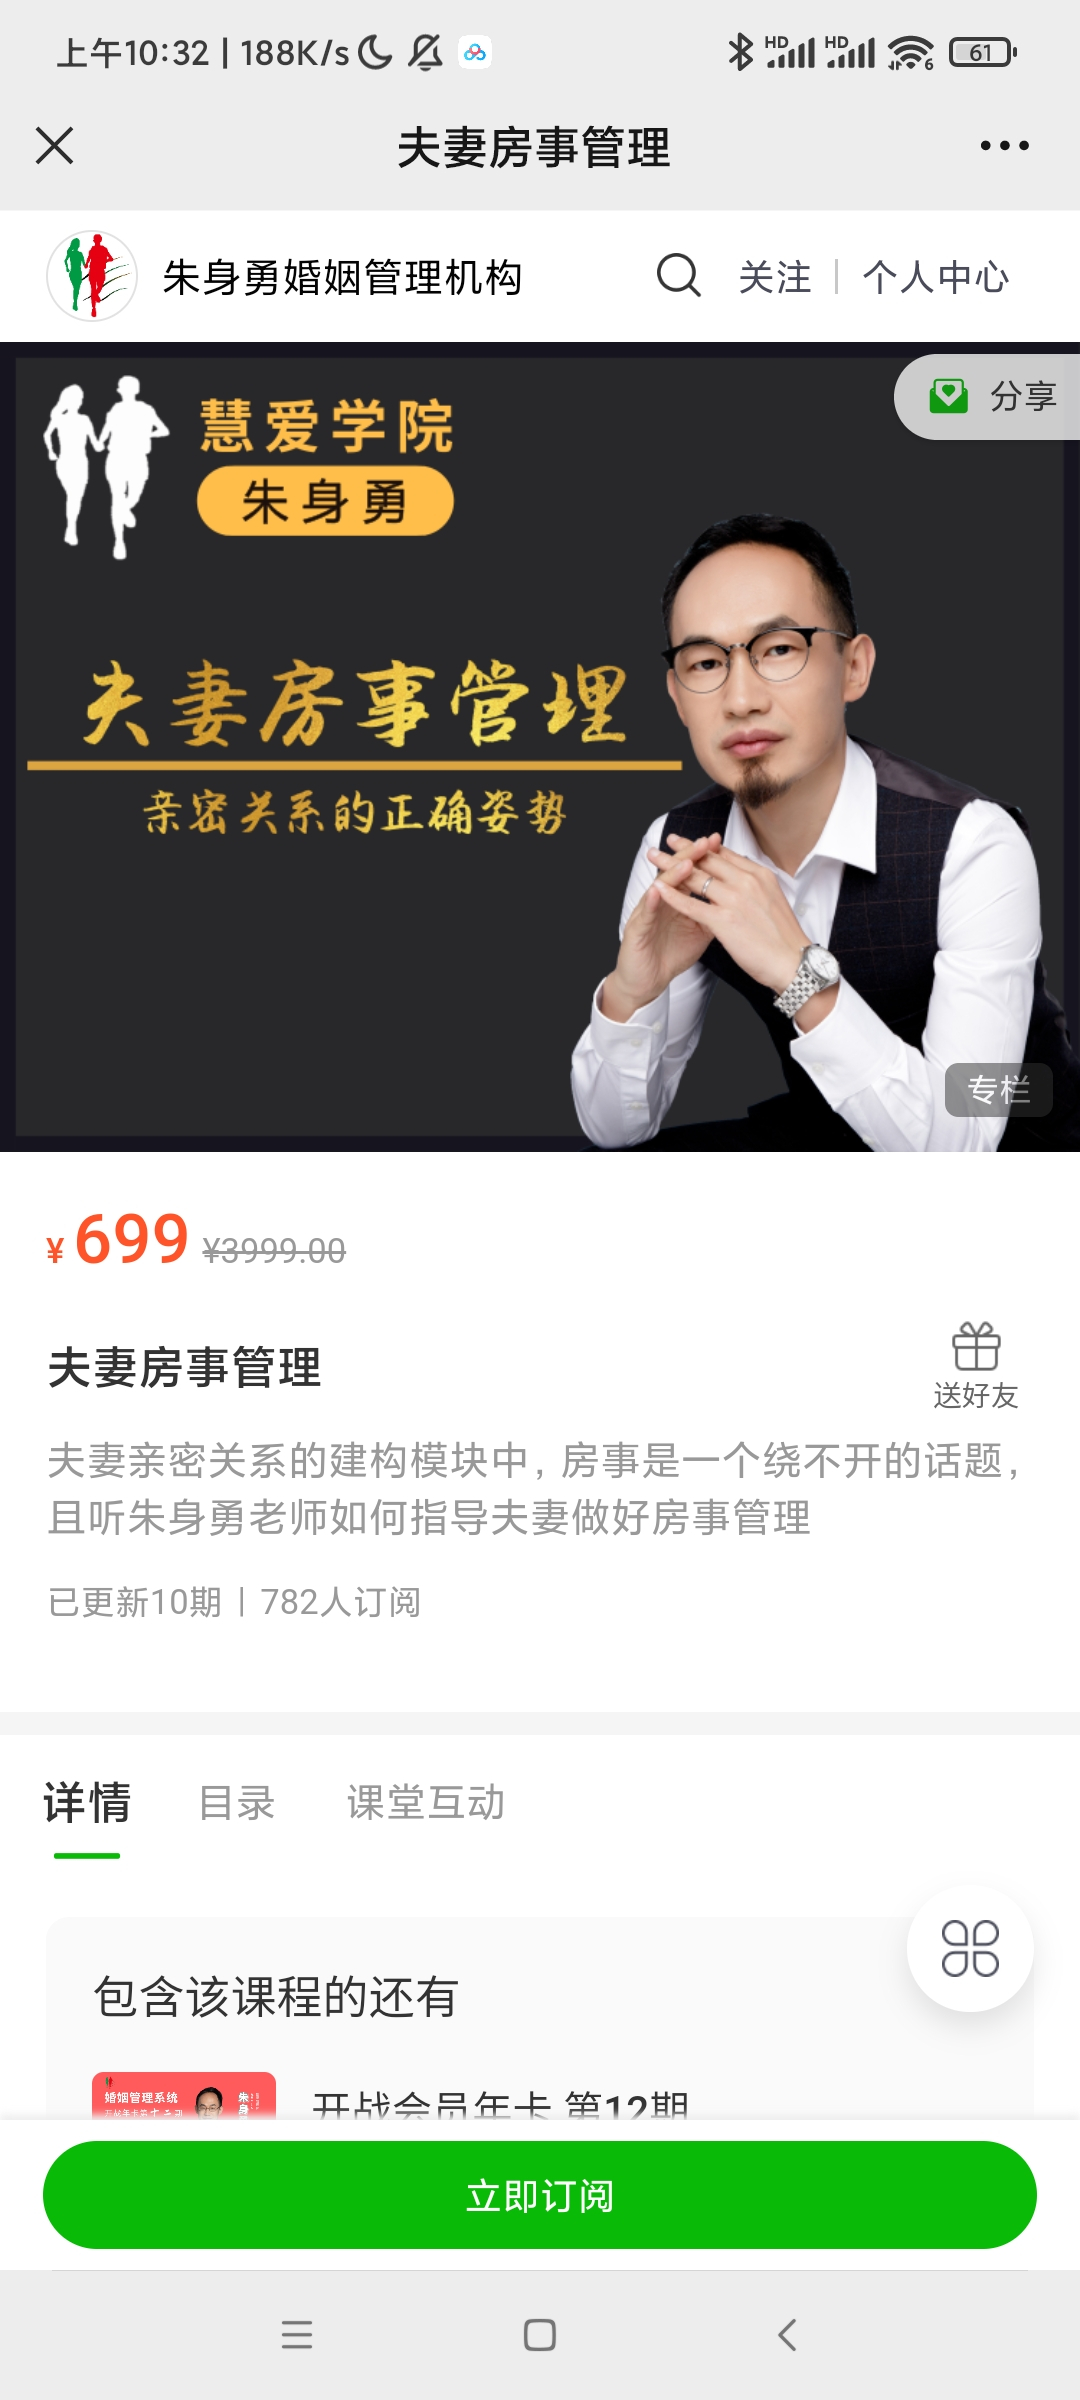 上午10:32 | 188K/s
HD HD 6 61
夫妻房事管理
朱身勇婚姻管理机构
关注 | 个人中心
分享
慧爱学院
朱身勇
夫妻房事管理
亲密关系的正确姿势
专栏
¥699 ¥3999.00
夫妻房事管理
送好友
夫妻亲密关系的建构模块中，房事是一个绕不开的话题，
且听朱身勇老师如何指导夫妻做好房事管理
已更新10期 | 782人订阅
详情 目录 课堂互动
包含该课程的还有
婚姻管理系统
开战会员年卡 第12期
立即订阅